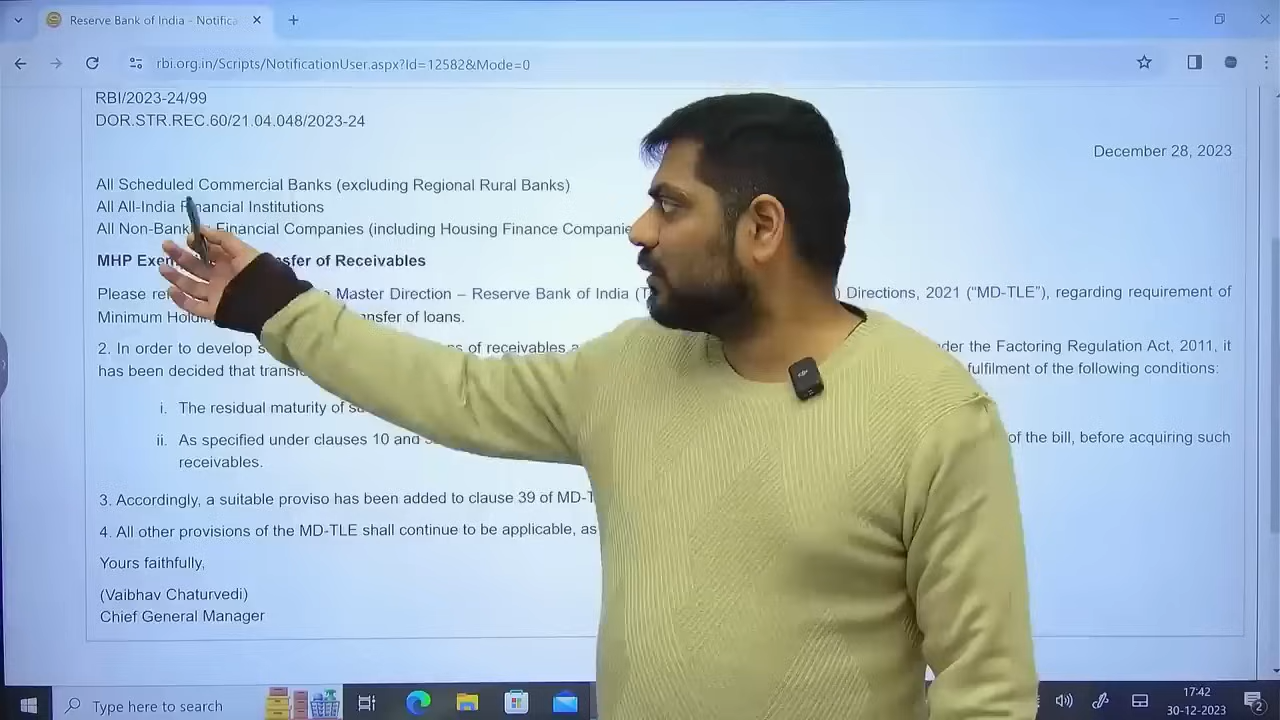 Reserve Bank of India - Notific
rbi.org.in/Scripts/NotificationUser.aspx?Id=12582&Mode=0
RBI/2023-24/99
DOR.STR.REC.60/21.04.048/2023-24
December 28, 2023
All Scheduled Commercial Banks (excluding Regional Rural Banks)
All All-India Financial Institutions
All Non-Bank Financial Companies (including Housing Finance Companie
MHP Exem sfer of Receivables
Please re Master Direction – Reserve Bank of India (T ) Directions, 2021 (“MD-TLE”), regarding requirement of
Minimum Holdin ansfer of loans.
2. In order to develop s s of receivables a der the Factoring Regulation Act, 2011, it
has been decided that transfe fulfilment of the following conditions:
i. The residual maturity of su
ii. As specified under clauses 10 and of the bill, before acquiring such
receivables.
3. Accordingly, a suitable proviso has been added to clause 39 of MD-T
4. All other provisions of the MD-TLE shall continue to be applicable, as
Yours faithfully,
(Vaibhav Chaturvedi)
Chief General Manager
Type here to search
17:42
30-12-2023
2